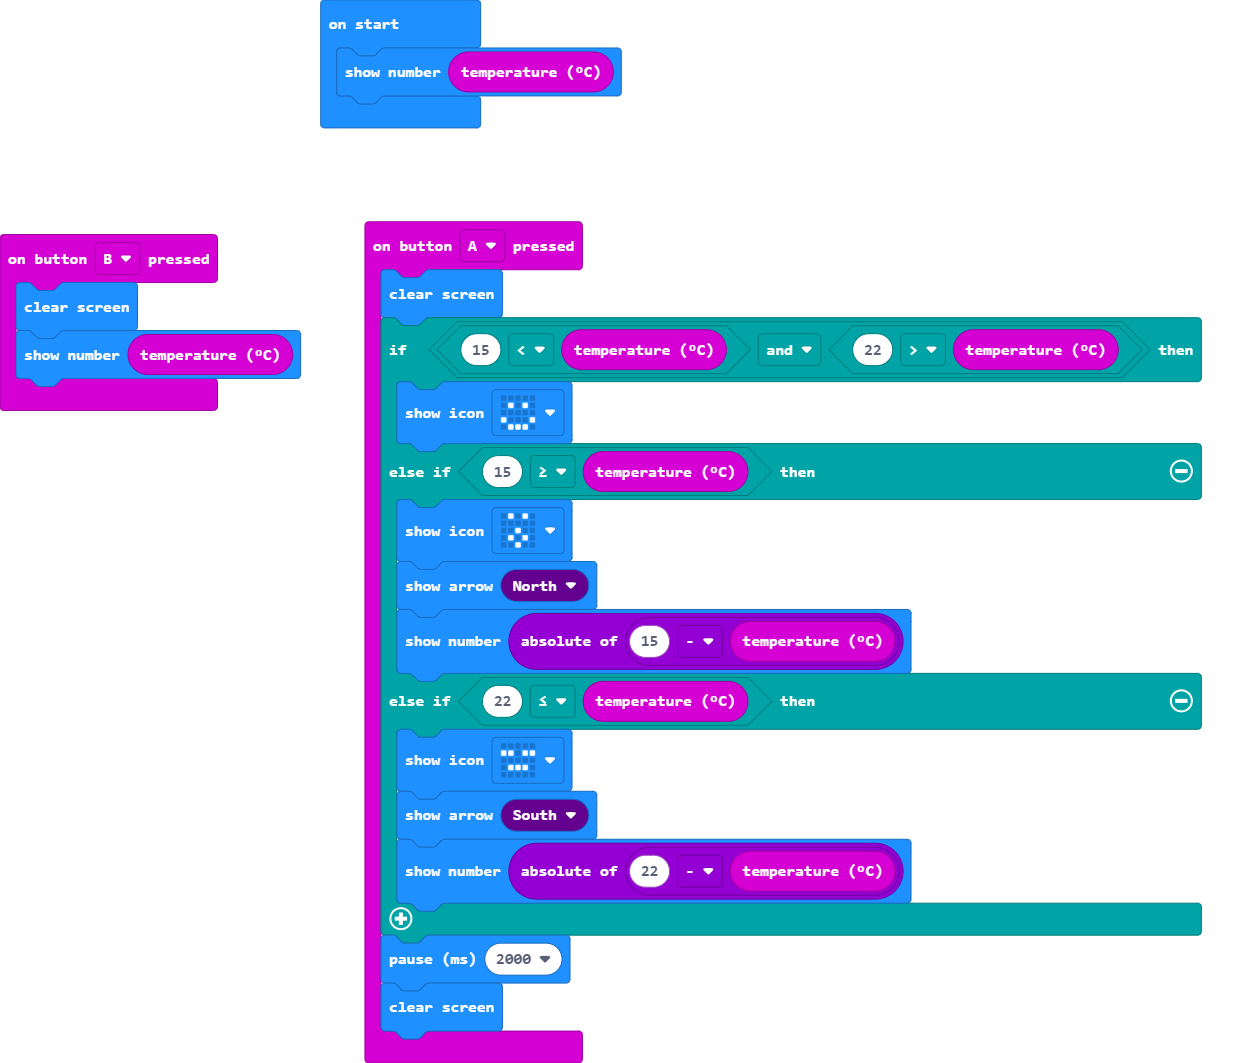 on start
show number temperature (°C)
on button B pressed
clear screen
show number temperature (°C)
on button A pressed
clear screen
if 15 < temperature (°C) and 22 > temperature (°C) then
show icon
else if 15 ≥ temperature (°C) then
show icon
show arrow North
show number absolute of 15 - temperature (°C)
else if 22 ≤ temperature (°C) then
show icon
show arrow South
show number absolute of 22 - temperature (°C)
pause (ms) 2000
clear screen